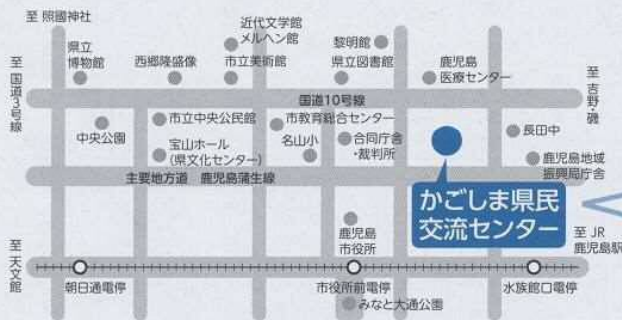 至 照國神社
近代文学館
メルヘン館
黎明館
県立
博物館
西郷隆盛像
市立美術館
県立図書館
鹿児島
医療センター
至 国道3号線
国道10号線
至 吉野・磯
中央公園
市立中央公民館
宝山ホール
(県文化センター)
市教育総合センター
名山小
合同庁舎
・裁判所
長田中
鹿児島地域
振興局庁舎
主要地方道 鹿児島蒲生線
かごしま県民
交流センター
鹿児島
市役所
至 天文館
至 JR
鹿児島駅
朝日通電停
市役所前電停
水族館口電停
みなと大通公園